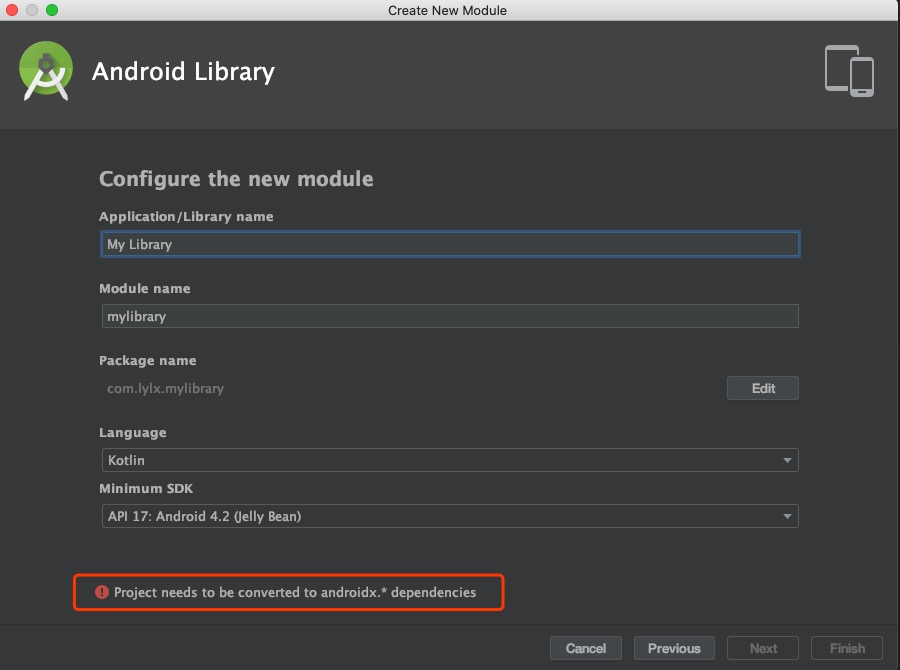 Create New Module
Android Library
Configure the new module
Application/Library name
My Library
Module name
mylibrary
Package name
com.lylx.mylibrary
Edit
Language
Kotlin
Minimum SDK
API 17: Android 4.2 (Jelly Bean)
Project needs to be converted to androidx.* dependencies
Cancel Previous Next Finish